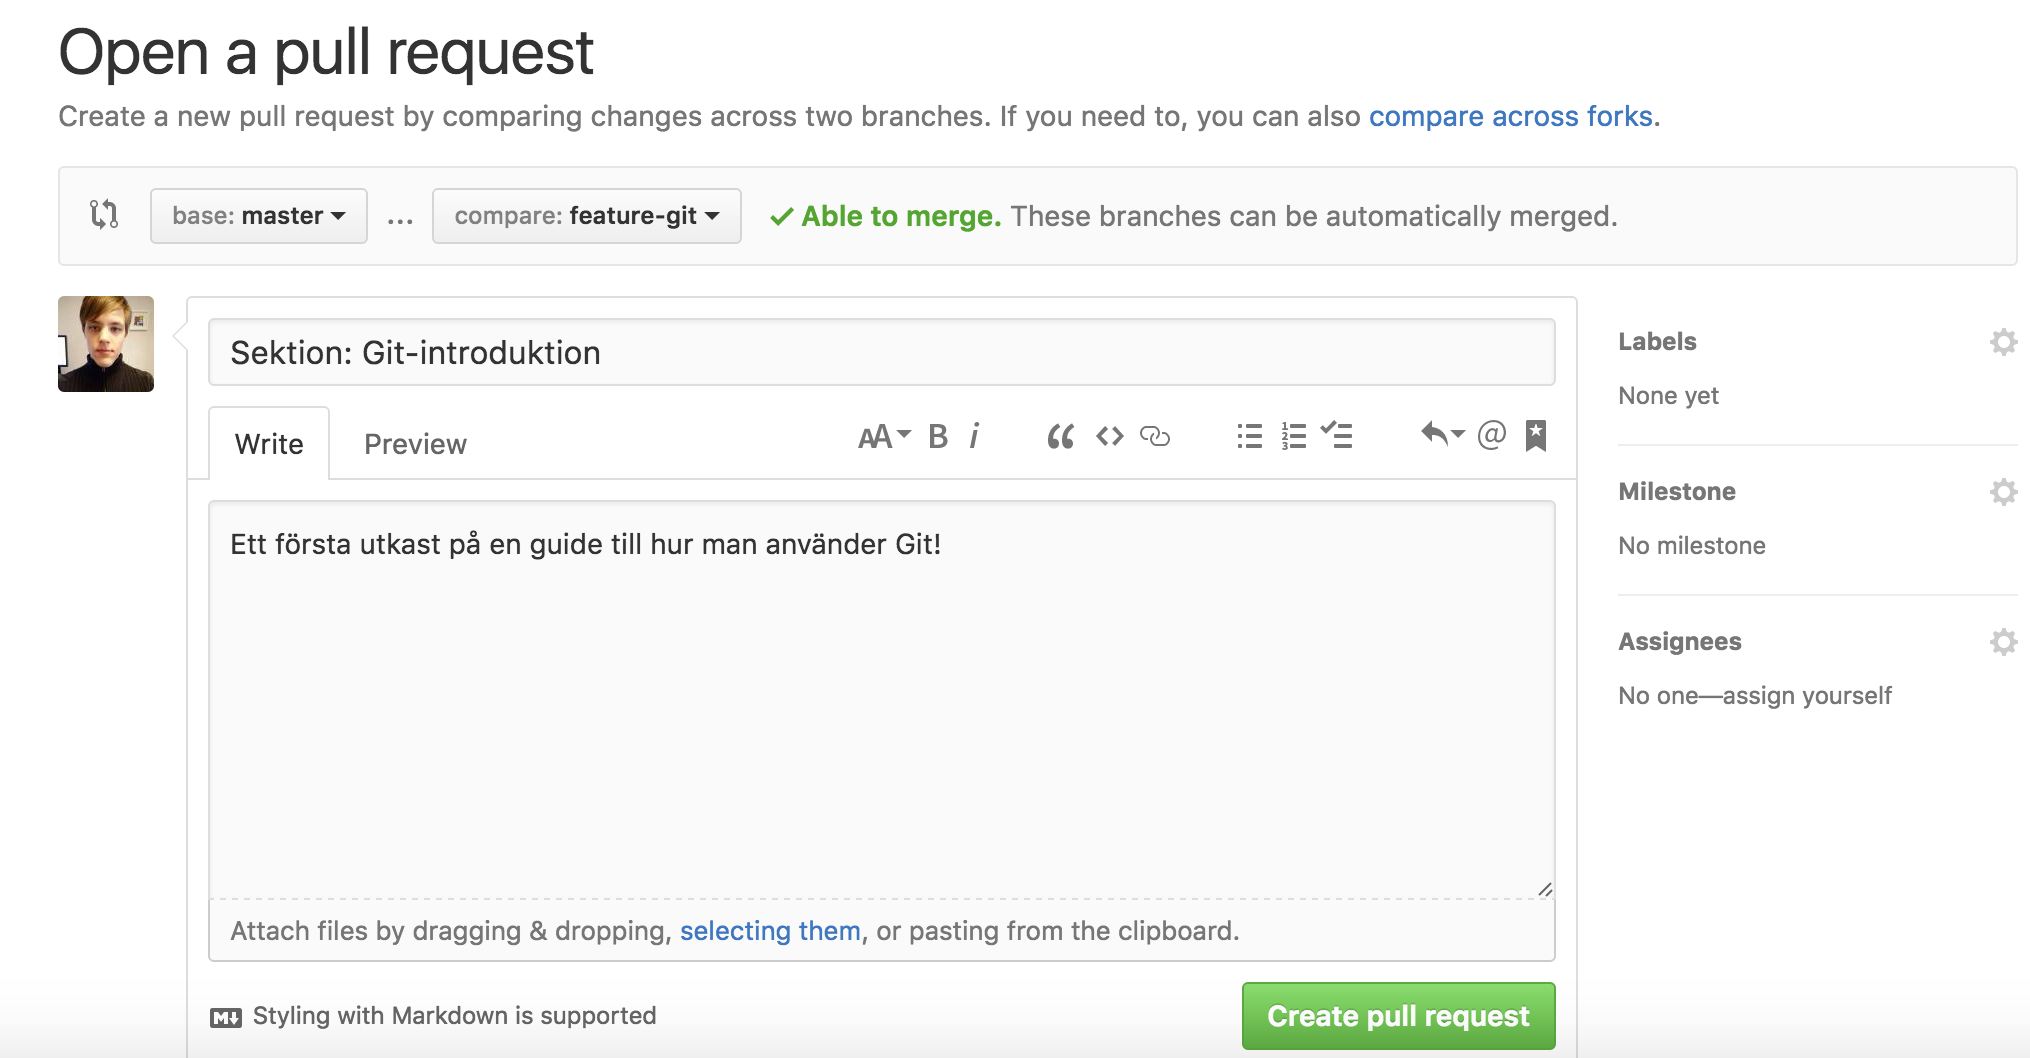 Open a pull request
Create a new pull request by comparing changes across two branches. If you need to, you can also compare across forks.
base: master ... compare: feature-git Able to merge. These branches can be automatically merged.
Sektion: Git-introduktion
Write Preview AA B i “ <> 1 2 3 @
Ett första utkast på en guide till hur man använder Git!
Attach files by dragging & dropping, selecting them, or pasting from the clipboard.
M Styling with Markdown is supported
Create pull request
Labels
None yet
Milestone
No milestone
Assignees
No one—assign yourself